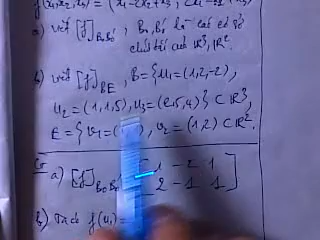 f(x₁,x₂,x₃) = (x₁-2x₂+x₃, 2x₁-x₂+x₃)
a) viết [f]_{B₀B₀'}, B₀,B₀' là các cơ sở
chính tắc của ℝ³,ℝ².
b) viết [f]_{BE}, B={u₁=(1,2,-2),
u₂=(1,1,5), u₃=(2,5,4)} ⊂ ℝ³,
E={v₁=( ), v₂=(1,2) ⊂ ℝ².
a) [f]_{B₀B₀'} [1 -2 1
2 -1 1]
b) f(u₁)=